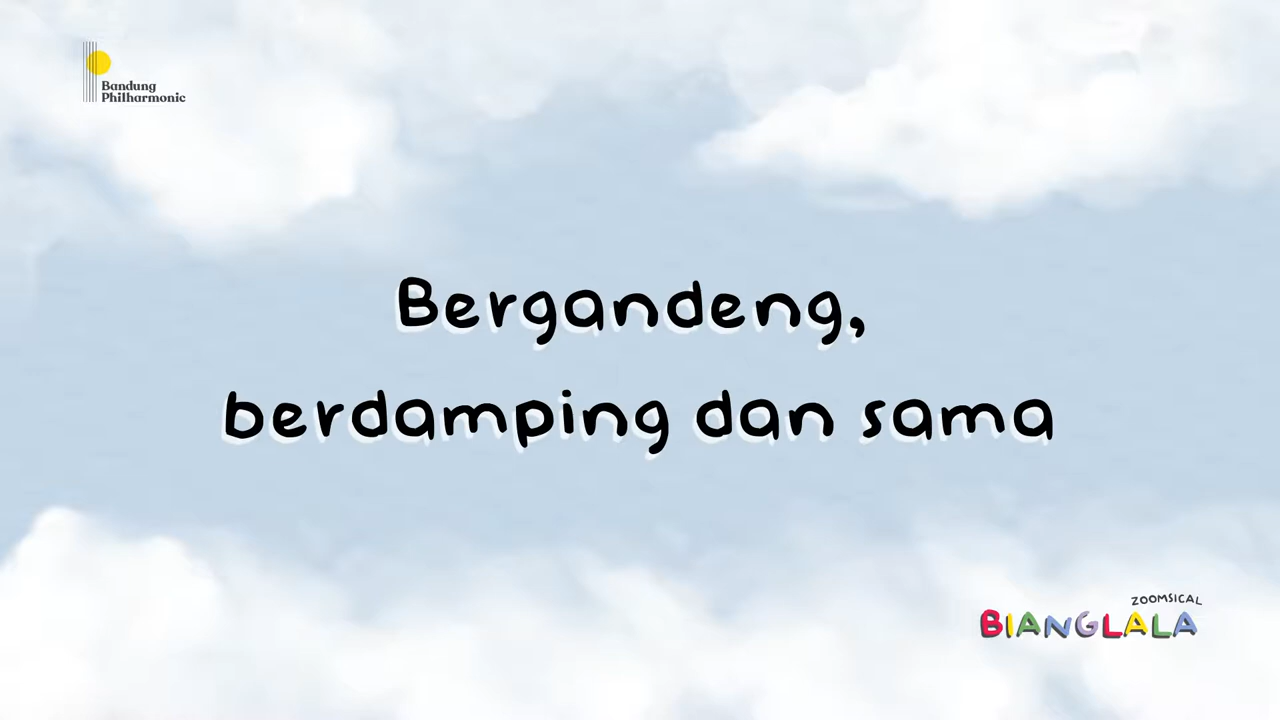 Bandung
Philharmonic
Bergandeng,
berdamping dan sama
ZOOMSICAL
BIANGLALA